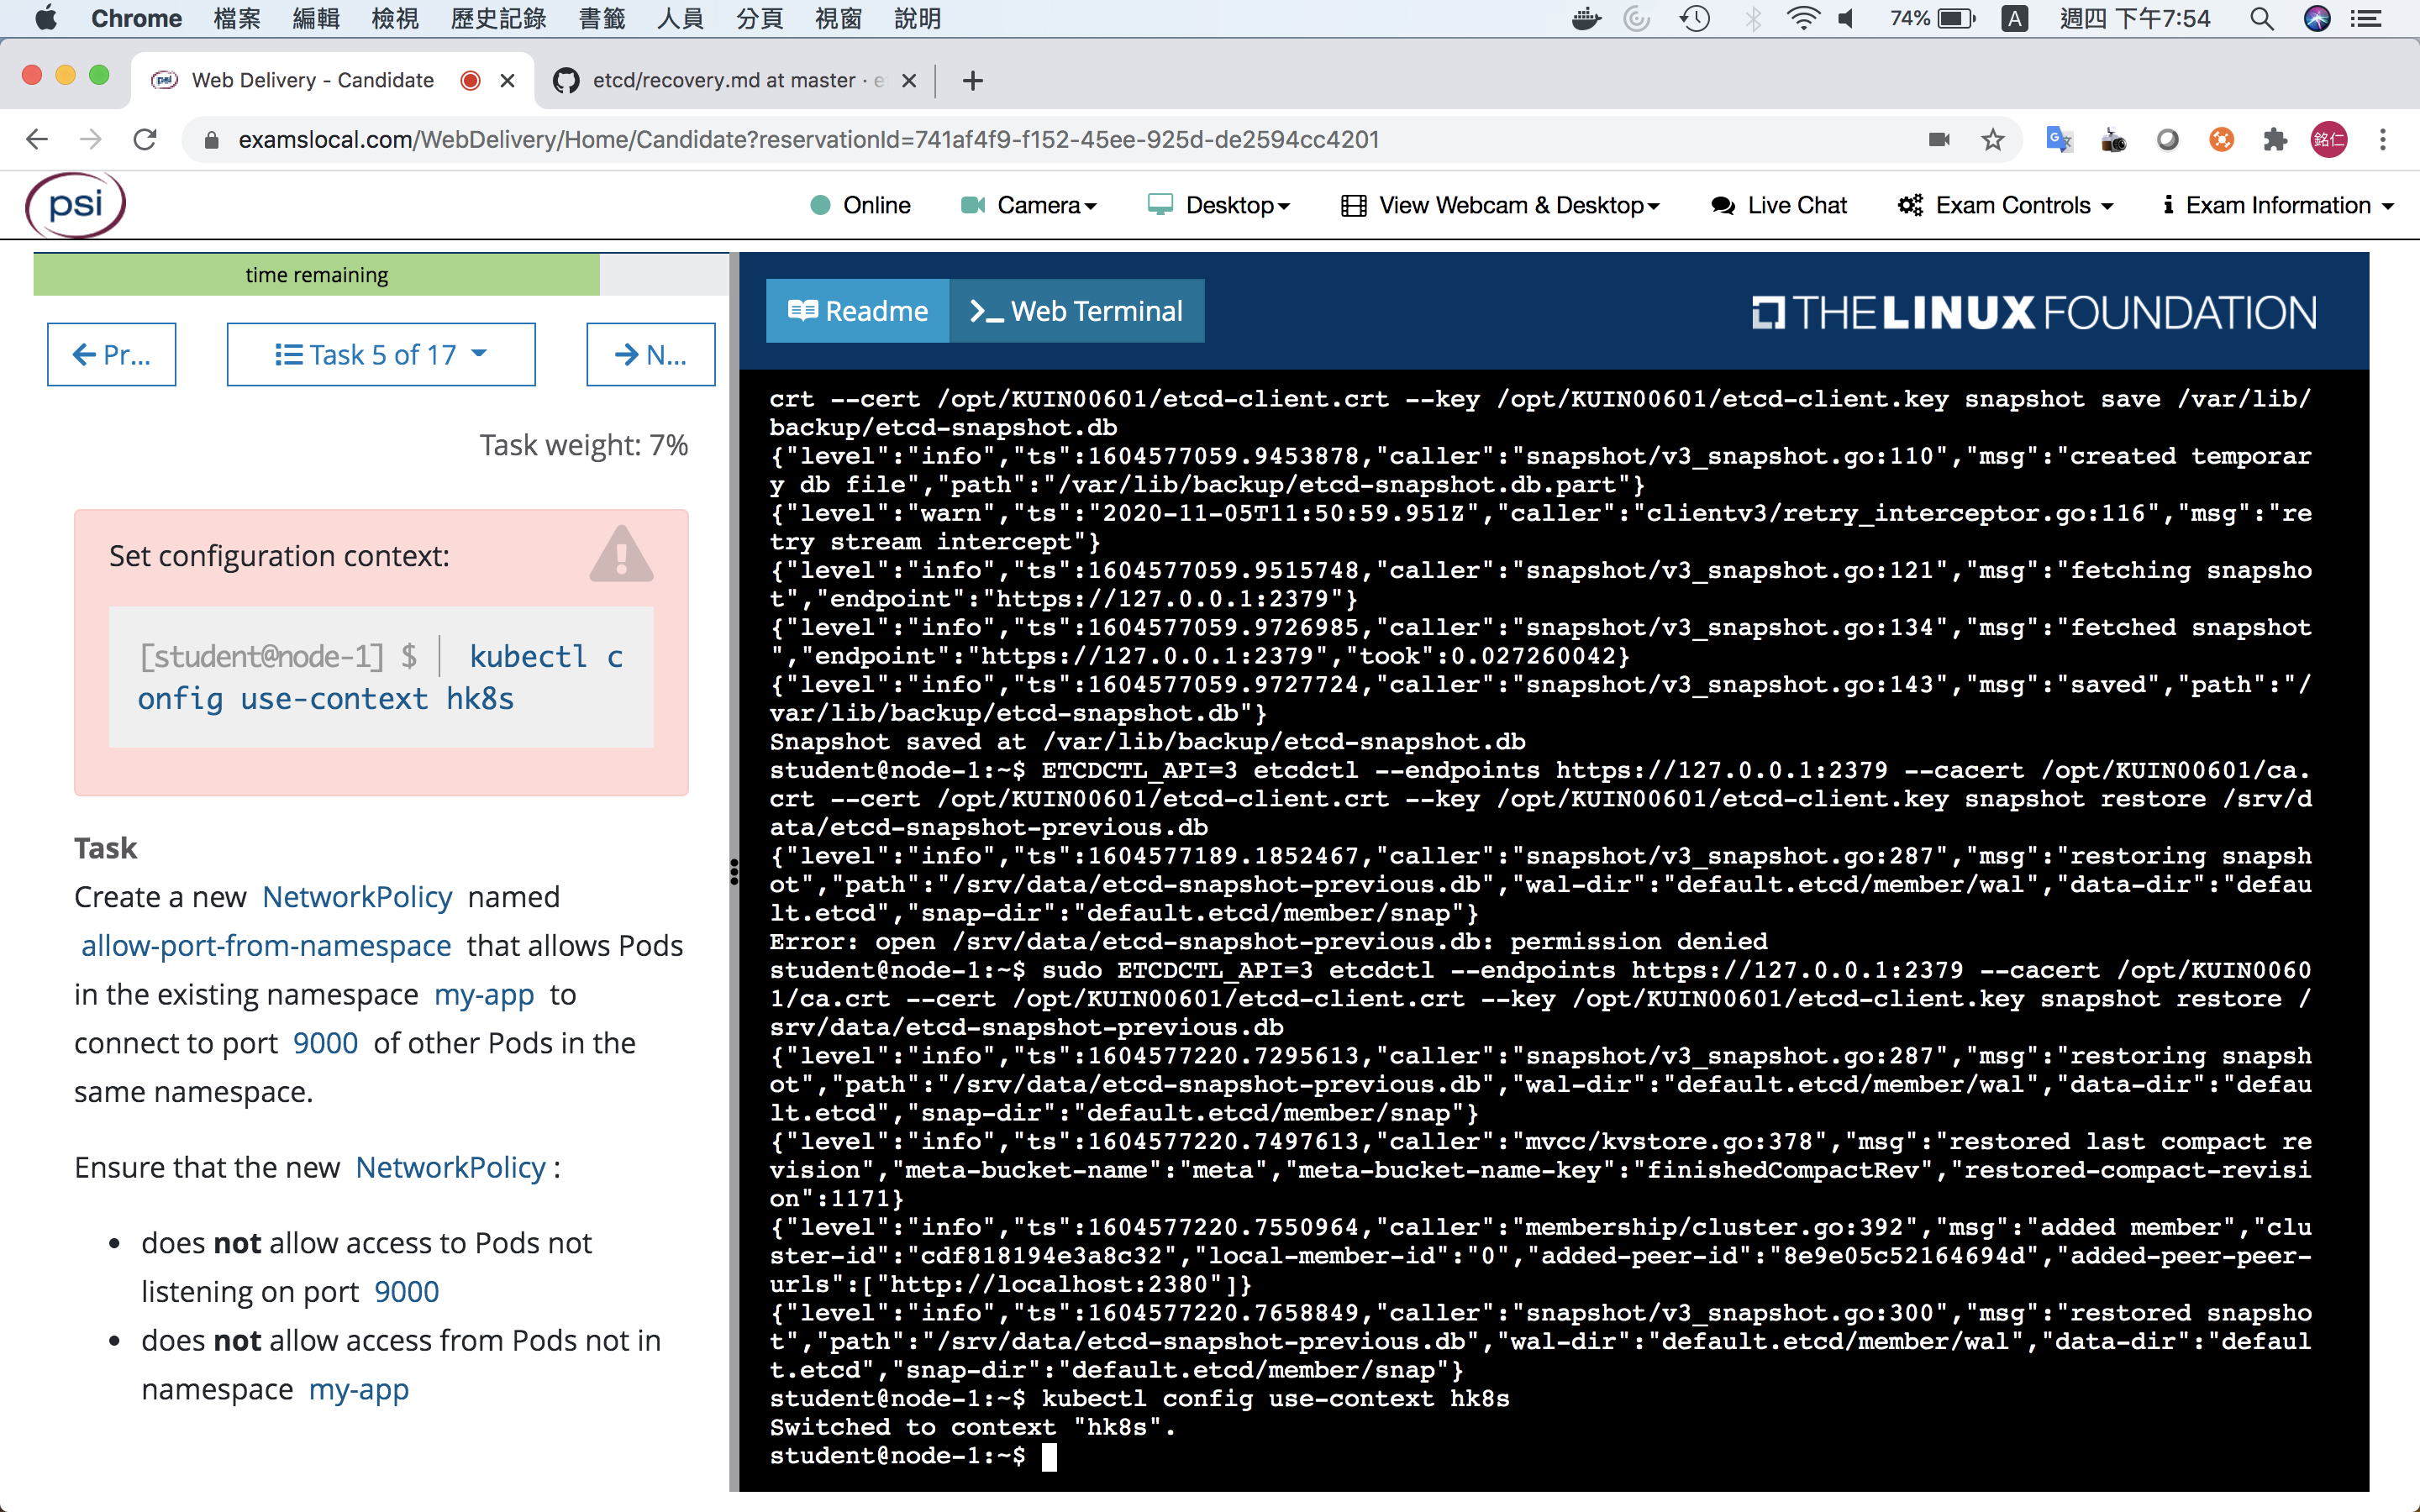 Chrome 檔案 編輯 檢視 歷史記錄 書籤 人員 分頁 視窗 說明 74% A 週四 下午7:54
psi Web Delivery - Candidate etcd/recovery.md at master · e
examslocal.com/WebDelivery/Home/Candidate?reservationId=741af4f9-f152-45ee-925d-de2594cc4201 銘仁
psi Online Camera Desktop View Webcam & Desktop Live Chat Exam Controls Exam Information
time remaining
Pr... Task 5 of 17 N...
Task weight: 7%
Set configuration context:
[student@node-1] $ | kubectl c
onfig use-context hk8s
Task
Create a new NetworkPolicy named
allow-port-from-namespace that allows Pods
in the existing namespace my-app to
connect to port 9000 of other Pods in the
same namespace.
Ensure that the new NetworkPolicy :
• does not allow access to Pods not
listening on port 9000
• does not allow access from Pods not in
namespace my-app
Readme >_ Web Terminal THE LINUX FOUNDATION
crt --cert /opt/KUIN00601/etcd-client.crt --key /opt/KUIN00601/etcd-client.key snapshot save /var/lib/
backup/etcd-snapshot.db
{"level":"info","ts":1604577059.9453878,"caller":"snapshot/v3_snapshot.go:110","msg":"created temporar
y db file","path":"/var/lib/backup/etcd-snapshot.db.part"}
{"level":"warn","ts":"2020-11-05T11:50:59.951Z","caller":"clientv3/retry_interceptor.go:116","msg":"re
try stream intercept"}
{"level":"info","ts":1604577059.9515748,"caller":"snapshot/v3_snapshot.go:121","msg":"fetching snapsho
t","endpoint":"https://127.0.0.1:2379"}
{"level":"info","ts":1604577059.9726985,"caller":"snapshot/v3_snapshot.go:134","msg":"fetched snapshot
","endpoint":"https://127.0.0.1:2379","took":0.027260042}
{"level":"info","ts":1604577059.9727724,"caller":"snapshot/v3_snapshot.go:143","msg":"saved","path":"/
var/lib/backup/etcd-snapshot.db"}
Snapshot saved at /var/lib/backup/etcd-snapshot.db
student@node-1:~$ ETCDCTL_API=3 etcdctl --endpoints https://127.0.0.1:2379 --cacert /opt/KUIN00601/ca.
crt --cert /opt/KUIN00601/etcd-client.crt --key /opt/KUIN00601/etcd-client.key snapshot restore /srv/d
ata/etcd-snapshot-previous.db
{"level":"info","ts":1604577189.1852467,"caller":"snapshot/v3_snapshot.go:287","msg":"restoring snapsh
ot","path":"/srv/data/etcd-snapshot-previous.db","wal-dir":"default.etcd/member/wal","data-dir":"defau
lt.etcd","snap-dir":"default.etcd/member/snap"}
Error: open /srv/data/etcd-snapshot-previous.db: permission denied
student@node-1:~$ sudo ETCDCTL_API=3 etcdctl --endpoints https://127.0.0.1:2379 --cacert /opt/KUIN0060
1/ca.crt --cert /opt/KUIN00601/etcd-client.crt --key /opt/KUIN00601/etcd-client.key snapshot restore /
srv/data/etcd-snapshot-previous.db
{"level":"info","ts":1604577220.7295613,"caller":"snapshot/v3_snapshot.go:287","msg":"restoring snapsh
ot","path":"/srv/data/etcd-snapshot-previous.db","wal-dir":"default.etcd/member/wal","data-dir":"defau
lt.etcd","snap-dir":"default.etcd/member/snap"}
{"level":"info","ts":1604577220.7497613,"caller":"mvcc/kvstore.go:378","msg":"restored last compact re
vision","meta-bucket-name":"meta","meta-bucket-name-key":"finishedCompactRev","restored-compact-revisi
on":1171}
{"level":"info","ts":1604577220.7550964,"caller":"membership/cluster.go:392","msg":"added member","clu
ster-id":"cdf818194e3a8c32","local-member-id":"0","added-peer-id":"8e9e05c52164694d","added-peer-peer-
urls":["http://localhost:2380"]}
{"level":"info","ts":1604577220.7658849,"caller":"snapshot/v3_snapshot.go:300","msg":"restored snapsho
t","path":"/srv/data/etcd-snapshot-previous.db","wal-dir":"default.etcd/member/wal","data-dir":"defaul
t.etcd","snap-dir":"default.etcd/member/snap"}
student@node-1:~$ kubectl config use-context hk8s
Switched to context "hk8s".
student@node-1:~$